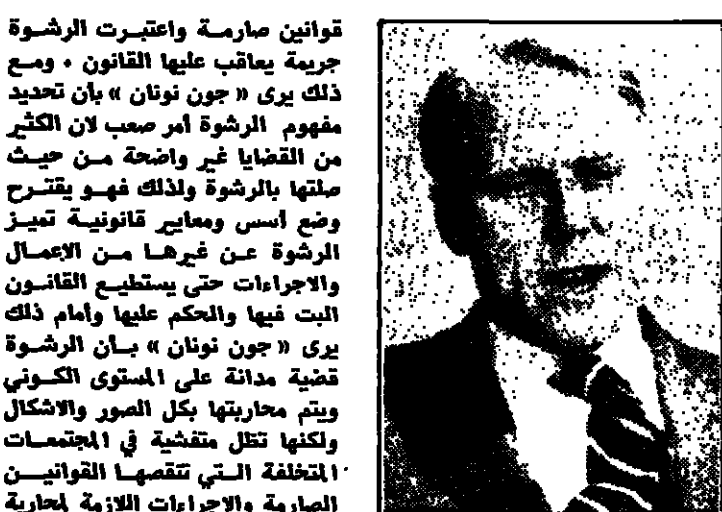 قوانين صارمة واعتبرت الرشوة
جريمة يعاقب عليها القانون ٠ ومع
ذلك يرى « جون نونان » بأن تحديد
مفهوم الرشوة أمر صعب لان الكثير
من القضايا غير واضحة من حيث
صلتها بالرشوة ولذلك فهو يقترح
وضع أسس ومعايير قانونية تميز
الرشوة عن غيرها من الاعمال
والاجراءات حتى يستطيع القانون
البت فيها والحكم عليها وأمام ذلك
يرى « جون نونان » بأن الرشوة
قضية مدانة على المستوى الكوني
ويتم محاربتها بكل الصور والاشكال
ولكنها تظل متفشية في المجتمعات
المتخلفة التي تنقصها القوانين
الصارمة والاجراءات اللازمة لمحاربة